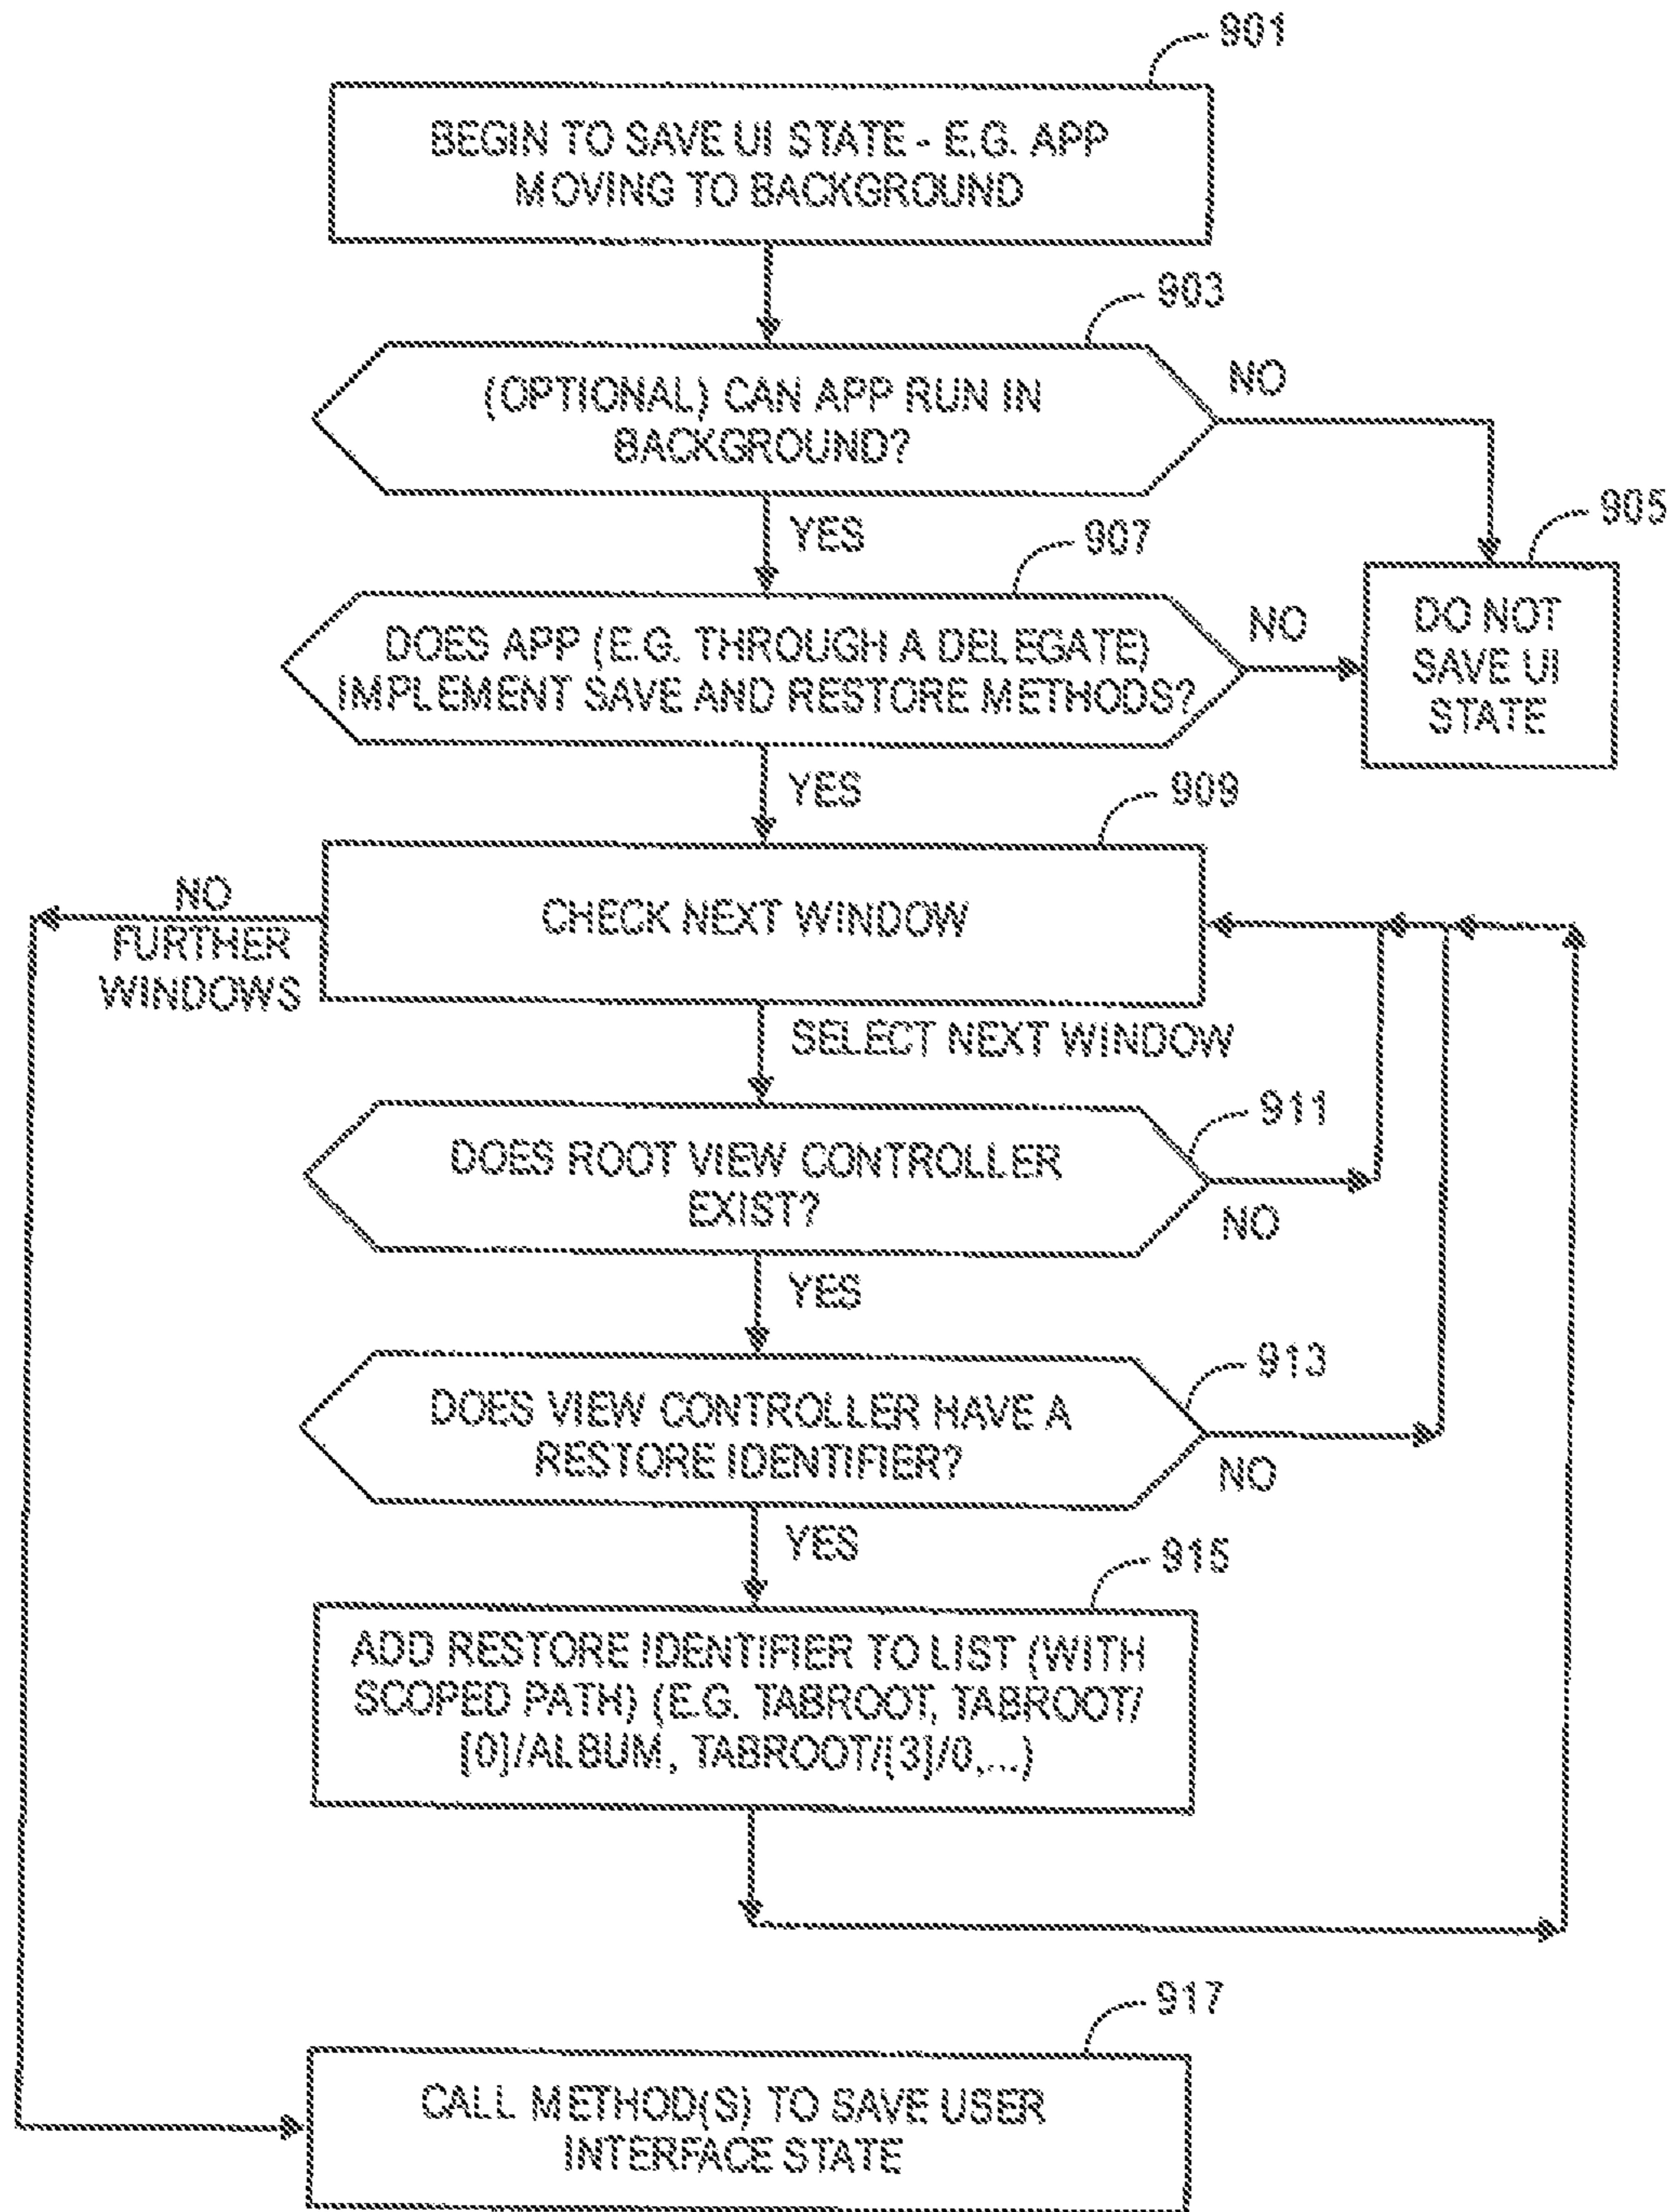 901
BEGIN TO SAVE UI STATE - E.G. APP
MOVING TO BACKGROUND
903
(OPTIONAL) CAN APP RUN IN
BACKGROUND?
NO
YES
905
DO NOT
SAVE UI
STATE
907
DOES APP (E.G. THROUGH A DELEGATE)
IMPLEMENT SAVE AND RESTORE METHODS?
NO
YES
909
CHECK NEXT WINDOW
NO
FURTHER
WINDOWS
SELECT NEXT WINDOW
911
DOES ROOT VIEW CONTROLLER
EXIST?
NO
YES
913
DOES VIEW CONTROLLER HAVE A
RESTORE IDENTIFIER?
NO
YES
915
ADD RESTORE IDENTIFIER TO LIST (WITH
SCOPED PATH) (E.G. TABROOT, TABROOT/
[0]/ALBUM, TABROOT/[3]/0,...)
917
CALL METHOD(S) TO SAVE USER
INTERFACE STATE